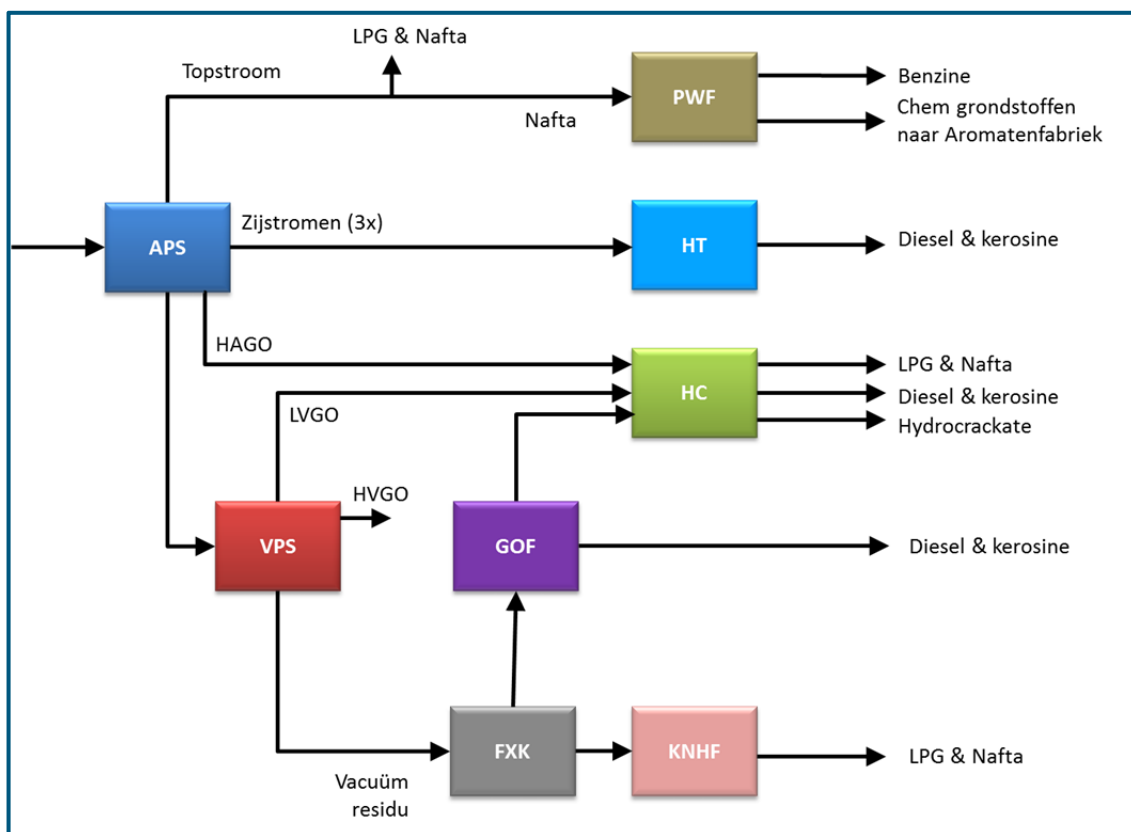 LPG & Nafta
Topstroom
Nafta
PWF
Benzine
Chem grondstoffen
naar Aromatenfabriek
APS
Zijstromen (3x)
HT
Diesel & kerosine
HAGO
LVGO
HC
LPG & Nafta
Diesel & kerosine
Hydrocrackate
HVGO
VPS
GOF
Diesel & kerosine
Vacuüm
residu
FXK
KNHF
LPG & Nafta